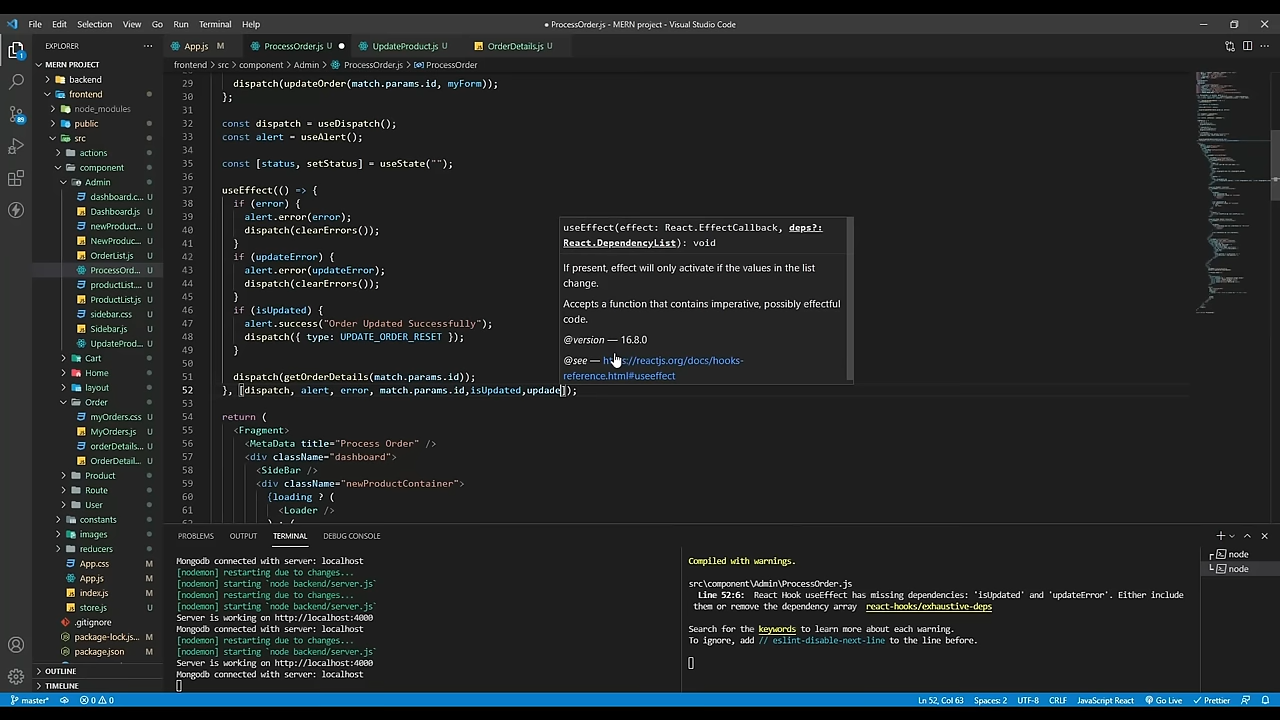 File Edit Selection View Go Run Terminal Help
● ProcessOrder.js - MERN project - Visual Studio Code
EXPLORER
App.js M
ProcessOrder.js U
UpdateProduct.js U
OrderDetails.js U
frontend > src > component > Admin > ProcessOrder.js > ProcessOrder
MERN PROJECT
backend
frontend
node_modules
public
src
actions
component
Admin
dashboard.c... U
Dashboard.js U
newProduc... U
NewProduc... U
OrderList.js U
ProcessOrd... U
productList.... U
ProductList.js U
sidebar.css U
Sidebar.js U
UpdateProd... U
Cart
Home
layout
Order
myOrders.css U
MyOrders.js U
orderDetails... U
OrderDetail... U
Product
Route
User
constants
images
reducers
App.css M
App.js M
index.js M
store.js M
.gitignore
package-lock.js... M
package.json M
OUTLINE
TIMELINE
29 dispatch(updateOrder(match.params.id, myForm));
30 };
31
32 const dispatch = useDispatch();
33 const alert = useAlert();
34
35 const [status, setStatus] = useState("");
36
37 useEffect(() => {
38 if (error) {
39 alert.error(error);
40 dispatch(clearErrors());
41 }
42 if (updateError) {
43 alert.error(updateError);
44 dispatch(clearErrors());
45 }
46 if (isUpdated) {
47 alert.success("Order Updated Successfully");
48 dispatch({ type: UPDATE_ORDER_RESET });
49 }
50
51 dispatch(getOrderDetails(match.params.id));
52 }, [dispatch, alert, error, match.params.id,isUpdated,updade]);
53
54 return (
55 <Fragment>
56 <MetaData title="Process Order" />
57 <div className="dashboard">
58 <SideBar />
59 <div className="newProductContainer">
60 {loading ? (
61 <Loader />
useEffect(effect: React.EffectCallback, deps?:
React.DependencyList): void
If present, effect will only activate if the values in the list
change.
Accepts a function that contains imperative, possibly effectful
code.
@version — 16.8.0
@see — https://reactjs.org/docs/hooks-
reference.html#useeffect
PROBLEMS OUTPUT TERMINAL DEBUG CONSOLE
Mongodb connected with server: localhost
[nodemon] restarting due to changes...
[nodemon] starting `node backend/server.js`
[nodemon] restarting due to changes...
[nodemon] starting `node backend/server.js`
Server is working on http://localhost:4000
Mongodb connected with server: localhost
[nodemon] restarting due to changes...
[nodemon] starting `node backend/server.js`
Server is working on http://localhost:4000
Mongodb connected with server: localhost
Compiled with warnings.
src\component\Admin\ProcessOrder.js
Line 52:6: React Hook useEffect has missing dependencies: 'isUpdated' and 'updateError'. Either include
them or remove the dependency array react-hooks/exhaustive-deps
Search for the keywords to learn more about each warning.
To ignore, add // eslint-disable-next-line to the line before.
node
node
master* 0 0
Ln 52, Col 63 Spaces: 2 UTF-8 CRLF JavaScript React Go Live Prettier